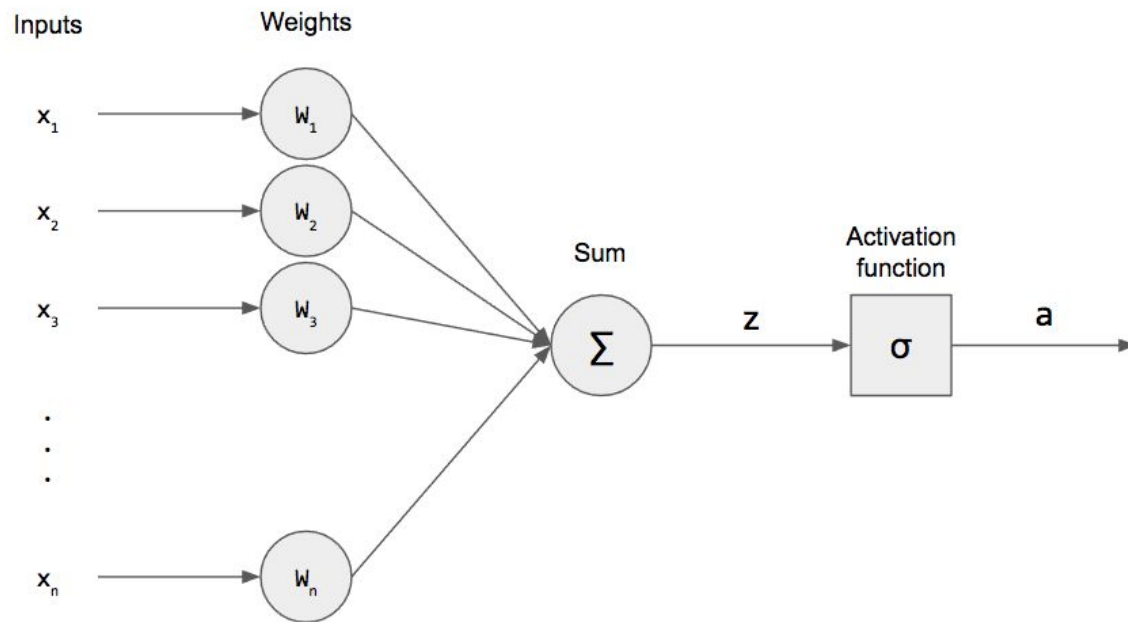 Inputs
Weights
x₁
W₁
x₂
W₂
x₃
W₃
Sum
Activation
function
Σ
z
σ
a
.
.
.
xₙ
Wₙ